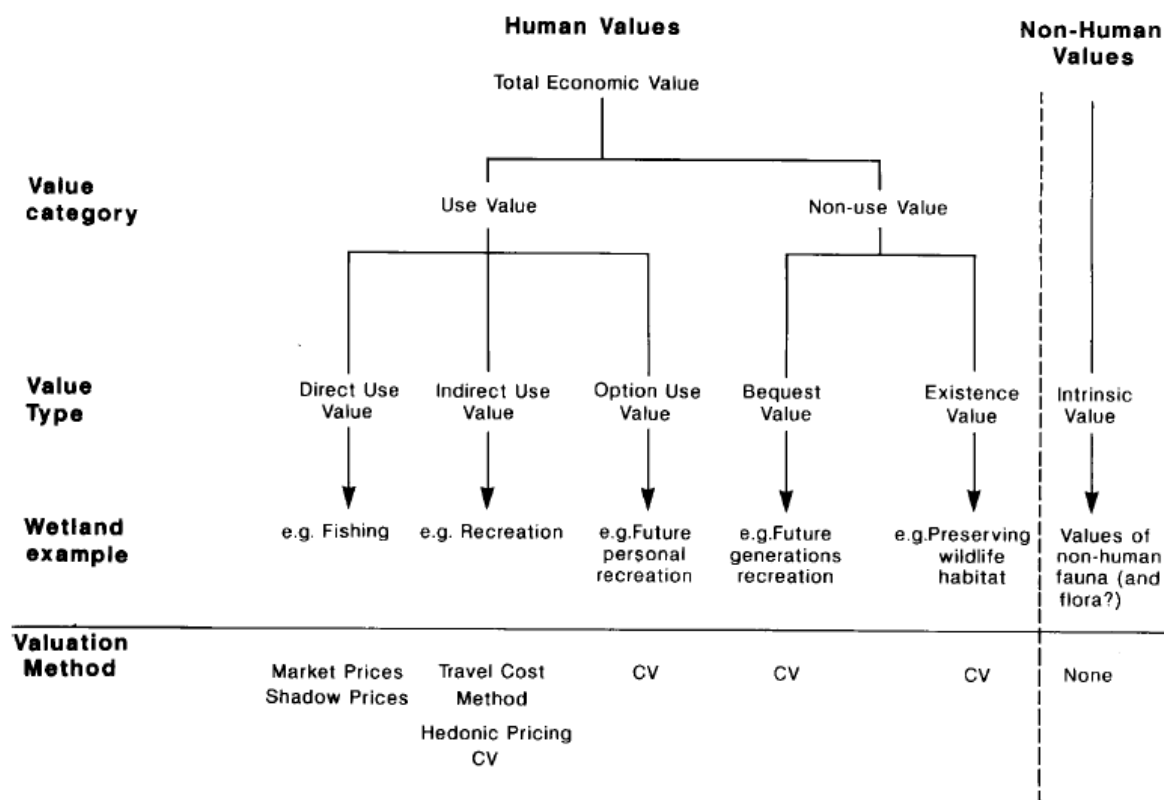 Human Values
Non-Human
Values
Total Economic Value
Value
category
Use Value
Non-use Value
Value
Type
Direct Use
Value
Indirect Use
Value
Option Use
Value
Bequest
Value
Existence
Value
Intrinsic
Value
Wetland
example
e.g. Fishing
e.g. Recreation
e.g.Future
personal
recreation
e.g.Future
generations
recreation
e.g.Preserving
wildlife
habitat
Values of
non-human
fauna (and
flora?)
Valuation
Method
Market Prices
Shadow Prices
Travel Cost
Method
Hedonic Pricing
CV
CV
CV
CV
None